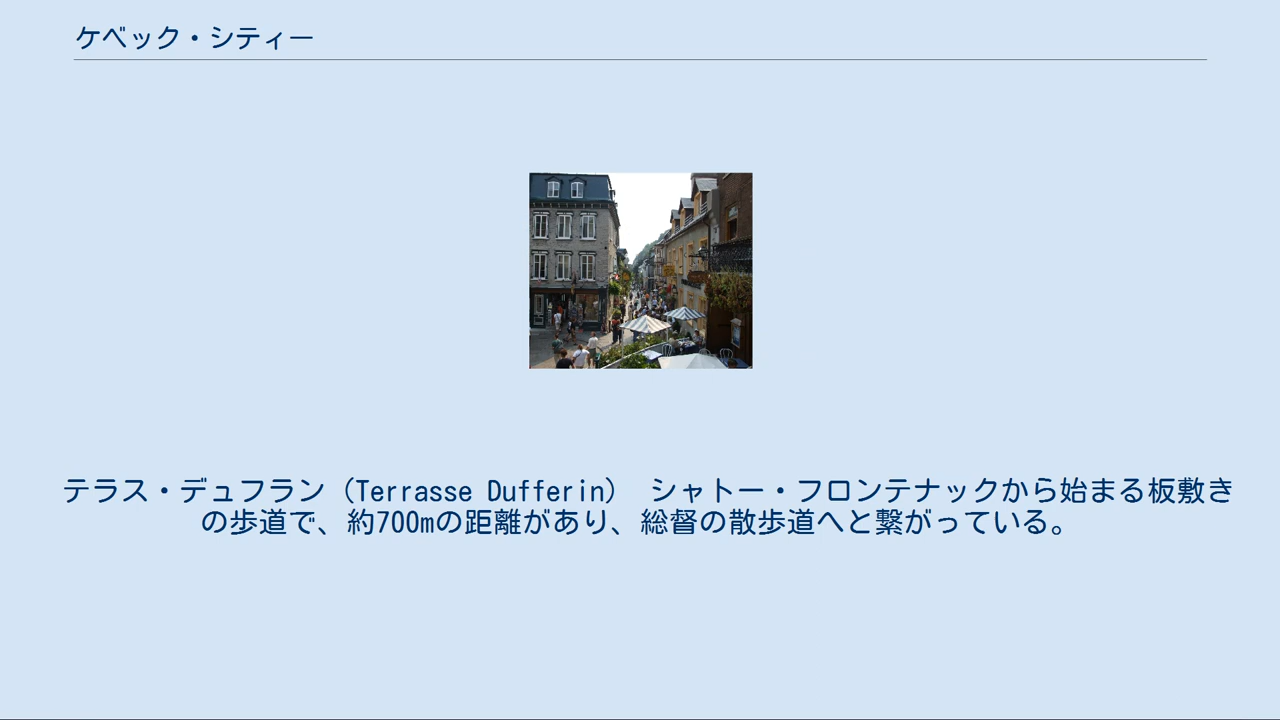 ケベック・シティー
テラス・デュフラン（Terrasse Dufferin）　シャトー・フロンテナックから始まる板敷き
の歩道で、約700mの距離があり、総督の散歩道へと繋がっている。